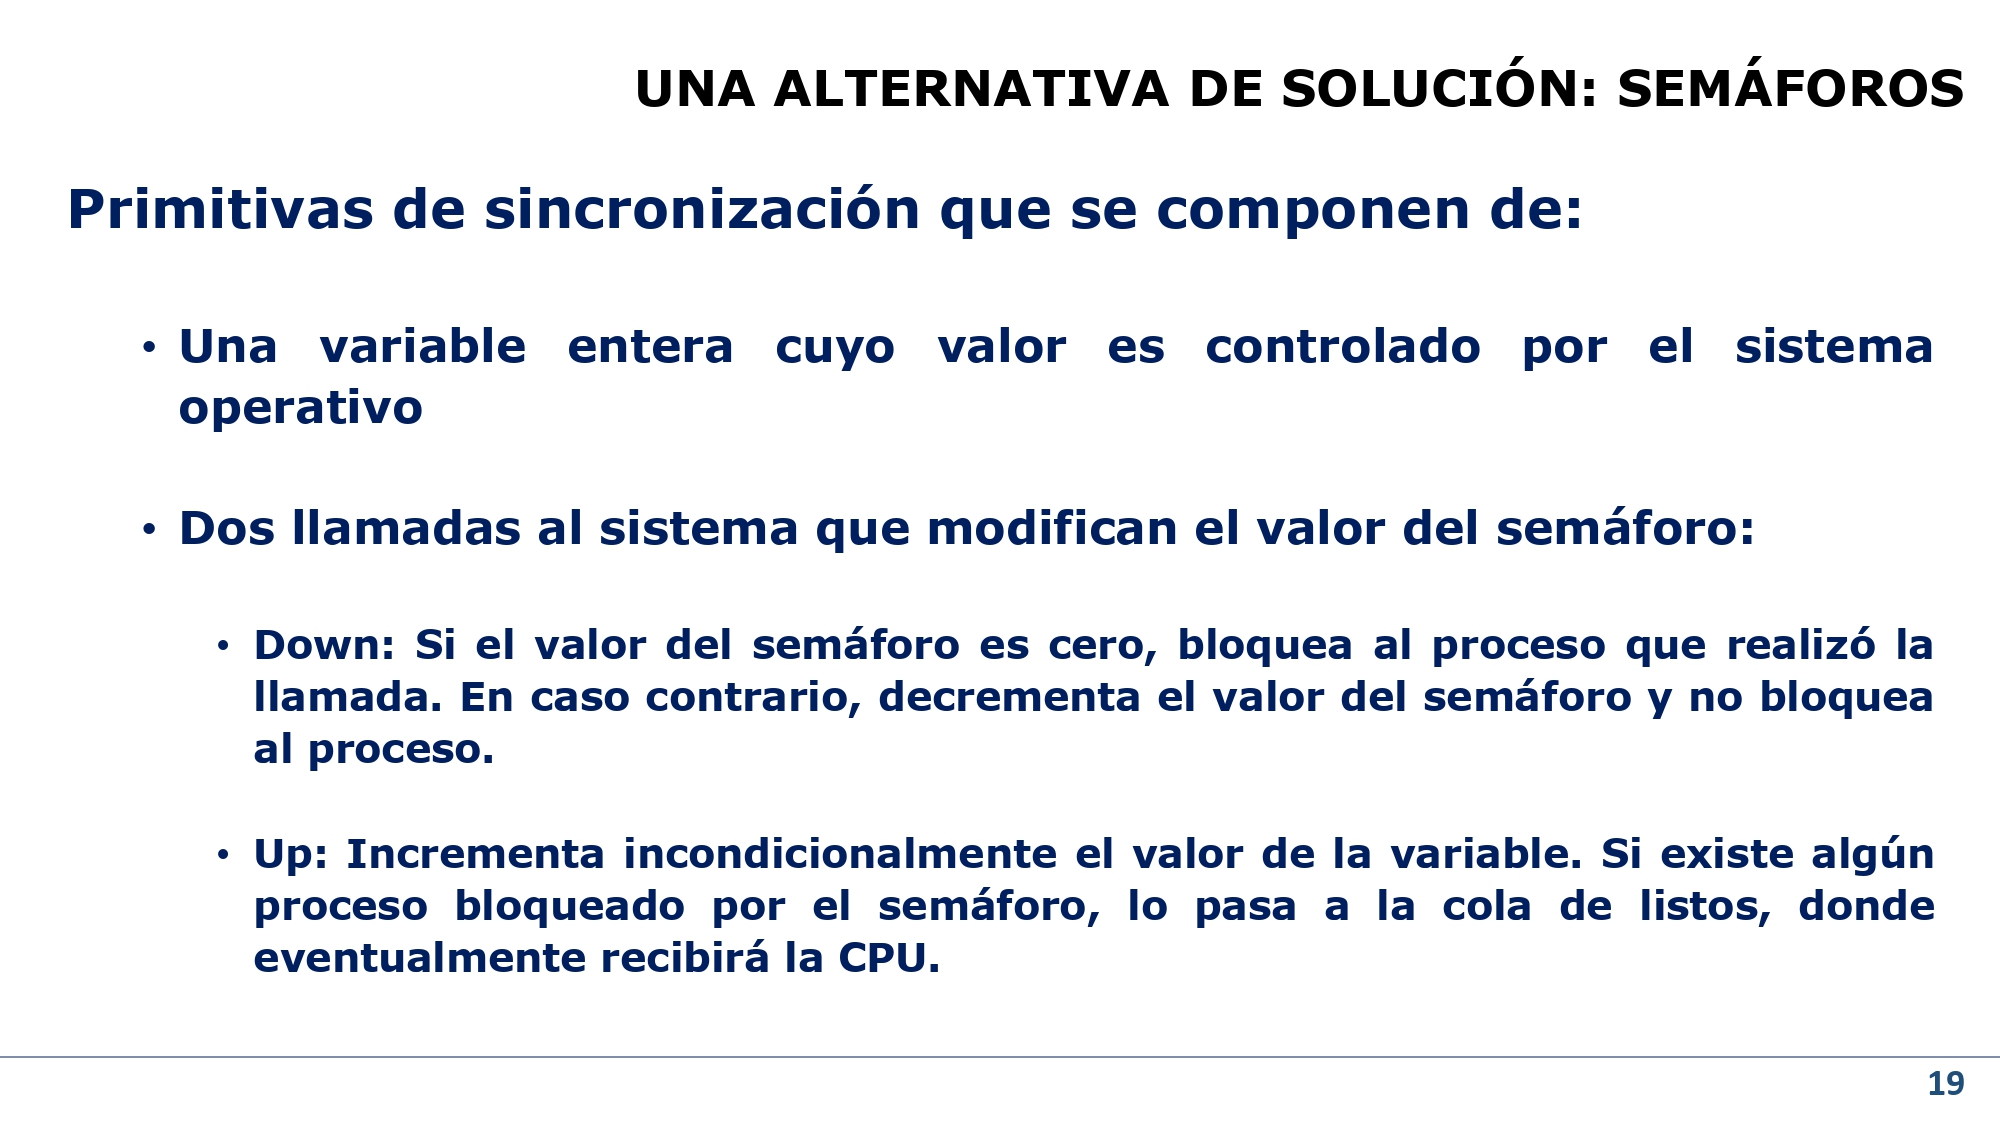 UNA ALTERNATIVA DE SOLUCIÓN: SEMÁFOROS
Primitivas de sincronización que se componen de:
• Una variable entera cuyo valor es controlado por el sistema
operativo
• Dos llamadas al sistema que modifican el valor del semáforo:
• Down: Si el valor del semáforo es cero, bloquea al proceso que realizó la
llamada. En caso contrario, decrementa el valor del semáforo y no bloquea
al proceso.
• Up: Incrementa incondicionalmente el valor de la variable. Si existe algún
proceso bloqueado por el semáforo, lo pasa a la cola de listos, donde
eventualmente recibirá la CPU.
19